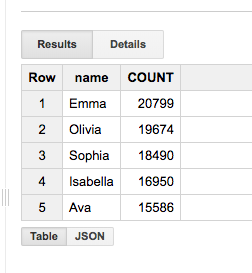 Results Details
Row name COUNT
1 Emma 20799
2 Olivia 19674
3 Sophia 18490
4 Isabella 16950
5 Ava 15586
Table JSON